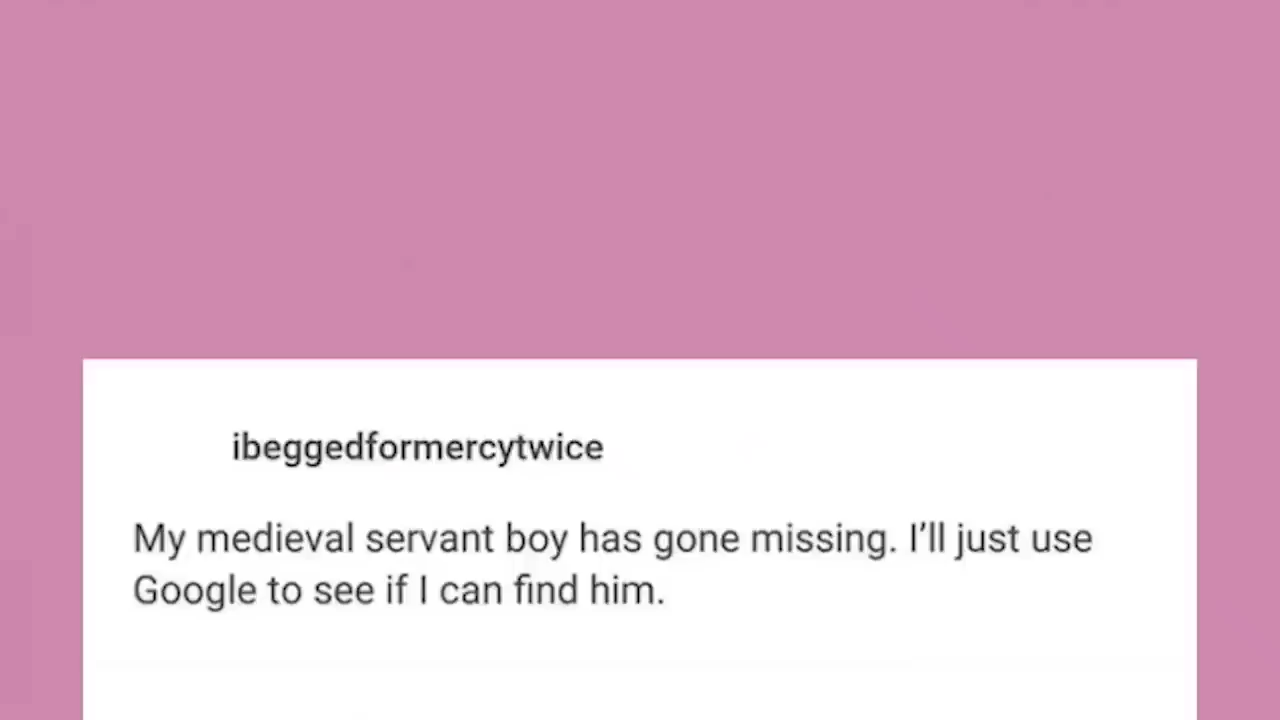 ibeggedformercytwice
My medieval servant boy has gone missing. I’ll just use
Google to see if I can find him.